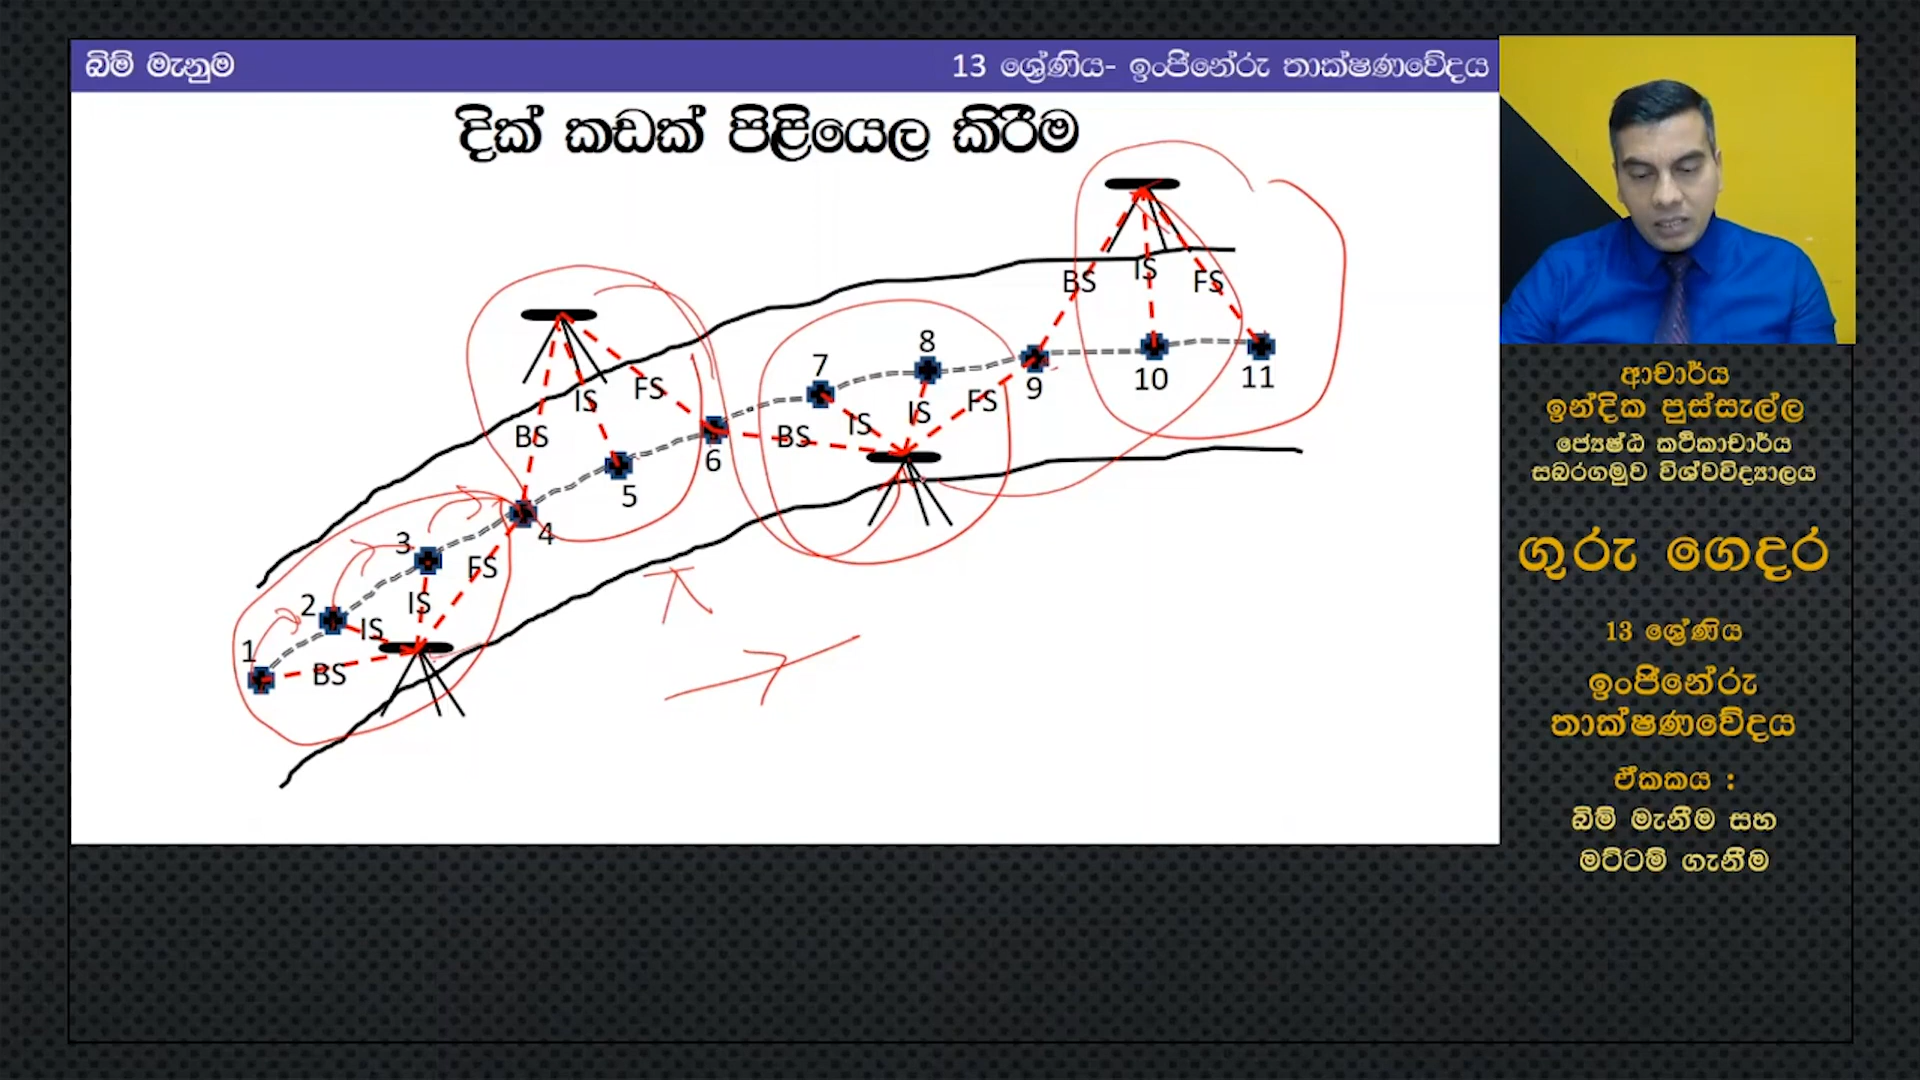 බිම් මැනුම
13 ශ්‍රේණිය- ඉංජිනේරු තාක්ෂණවේදය
දික් කඩක් පිළියෙල කිරීම
BS
IS
FS
8
7
10
11
9
FS
IS
BS
IS
IS
FS
BS
6
5
4
3
FS
2
IS
IS
1
BS
ආචාර්ය
ඉන්දික පුස්සැල්ල
ජ්‍යෙෂ්ඨ කථිකාචාර්ය
සබරගමුව විශ්වවිද්‍යාලය
ගුරු ගෙදර
13 ශ්‍රේණිය
ඉංජිනේරු
තාක්ෂණවේදය
ඒකකය :
බිම් මැනීම සහ
මට්ටම් ගැනීම